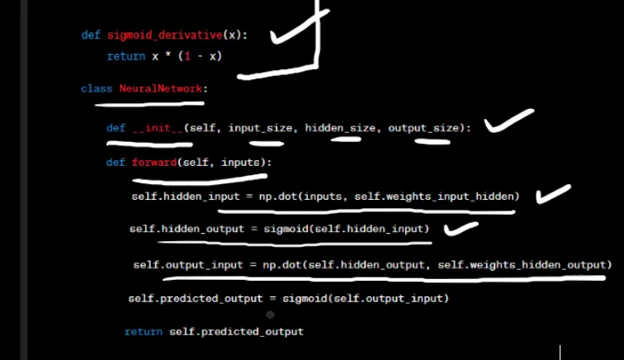 def sigmoid_derivative(x):
return x * (1 - x)
class NeuralNetwork:
def __init__(self, input_size, hidden_size, output_size):
def forward(self, inputs):
self.hidden_input = np.dot(inputs, self.weights_input_hidden)
self.hidden_output = sigmoid(self.hidden_input)
self.output_input = np.dot(self.hidden_output, self.weights_hidden_output)
self.predicted_output = sigmoid(self.output_input)
return self.predicted_output